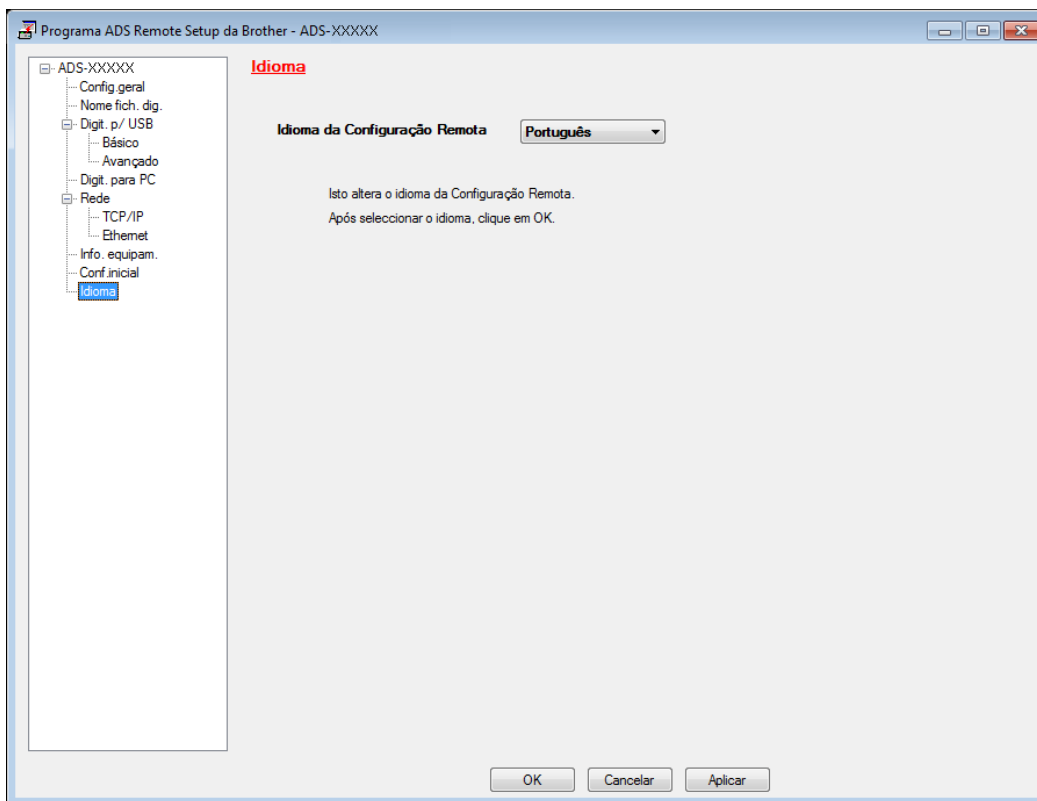 Programa ADS Remote Setup da Brother - ADS-XXXXX
ADS-XXXXX
Config.geral
Nome fich. dig.
Digit. p/ USB
Básico
Avançado
Digit. para PC
Rede
TCP/IP
Ethernet
Info. equipam.
Conf.inicial
Idioma
Idioma
Idioma da Configuração Remota
Português
Isto altera o idioma da Configuração Remota.
Após seleccionar o idioma, clique em OK.
OK
Cancelar
Aplicar